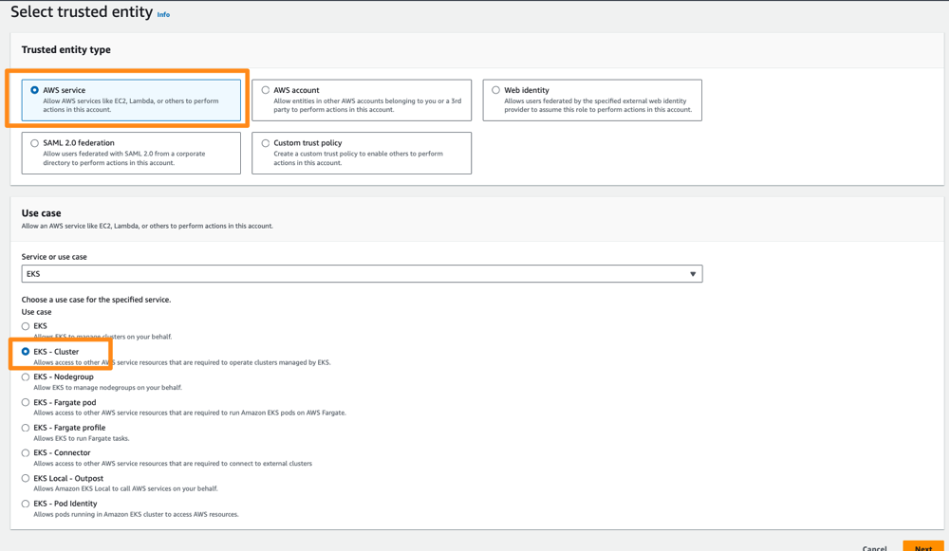 Select trusted entity Info
Trusted entity type
AWS service
Allow AWS services like EC2, Lambda, or others to perform
actions in this account.
AWS account
Allow entities in other AWS accounts belonging to you or a 3rd
party to perform actions in this account.
Web identity
Allows users federated by the specified external web identity
provider to assume this role to perform actions in this account.
SAML 2.0 federation
Allow users federated with SAML 2.0 from a corporate
directory to perform actions in this account.
Custom trust policy
Create a custom trust policy to enable others to perform
actions in this account.
Use case
Allow an AWS service like EC2, Lambda, or others to perform actions in this account.
Service or use case
EKS
Choose a use case for the specified service.
Use case
EKS
Allows EKS to manage clusters on your behalf.
EKS - Cluster
Allows access to other AWS service resources that are required to operate clusters managed by EKS.
EKS - Nodegroup
Allow EKS to manage nodegroups on your behalf.
EKS - Fargate pod
Allows access to other AWS service resources that are required to run Amazon EKS pods on AWS Fargate.
EKS - Fargate profile
Allows EKS to run Fargate tasks.
EKS - Connector
Allows access to other AWS service resources that are required to connect to external clusters
EKS Local - Outpost
Allows Amazon EKS Local to call AWS services on your behalf.
EKS - Pod Identity
Allows pods running in Amazon EKS cluster to access AWS resources.
Cancel Next